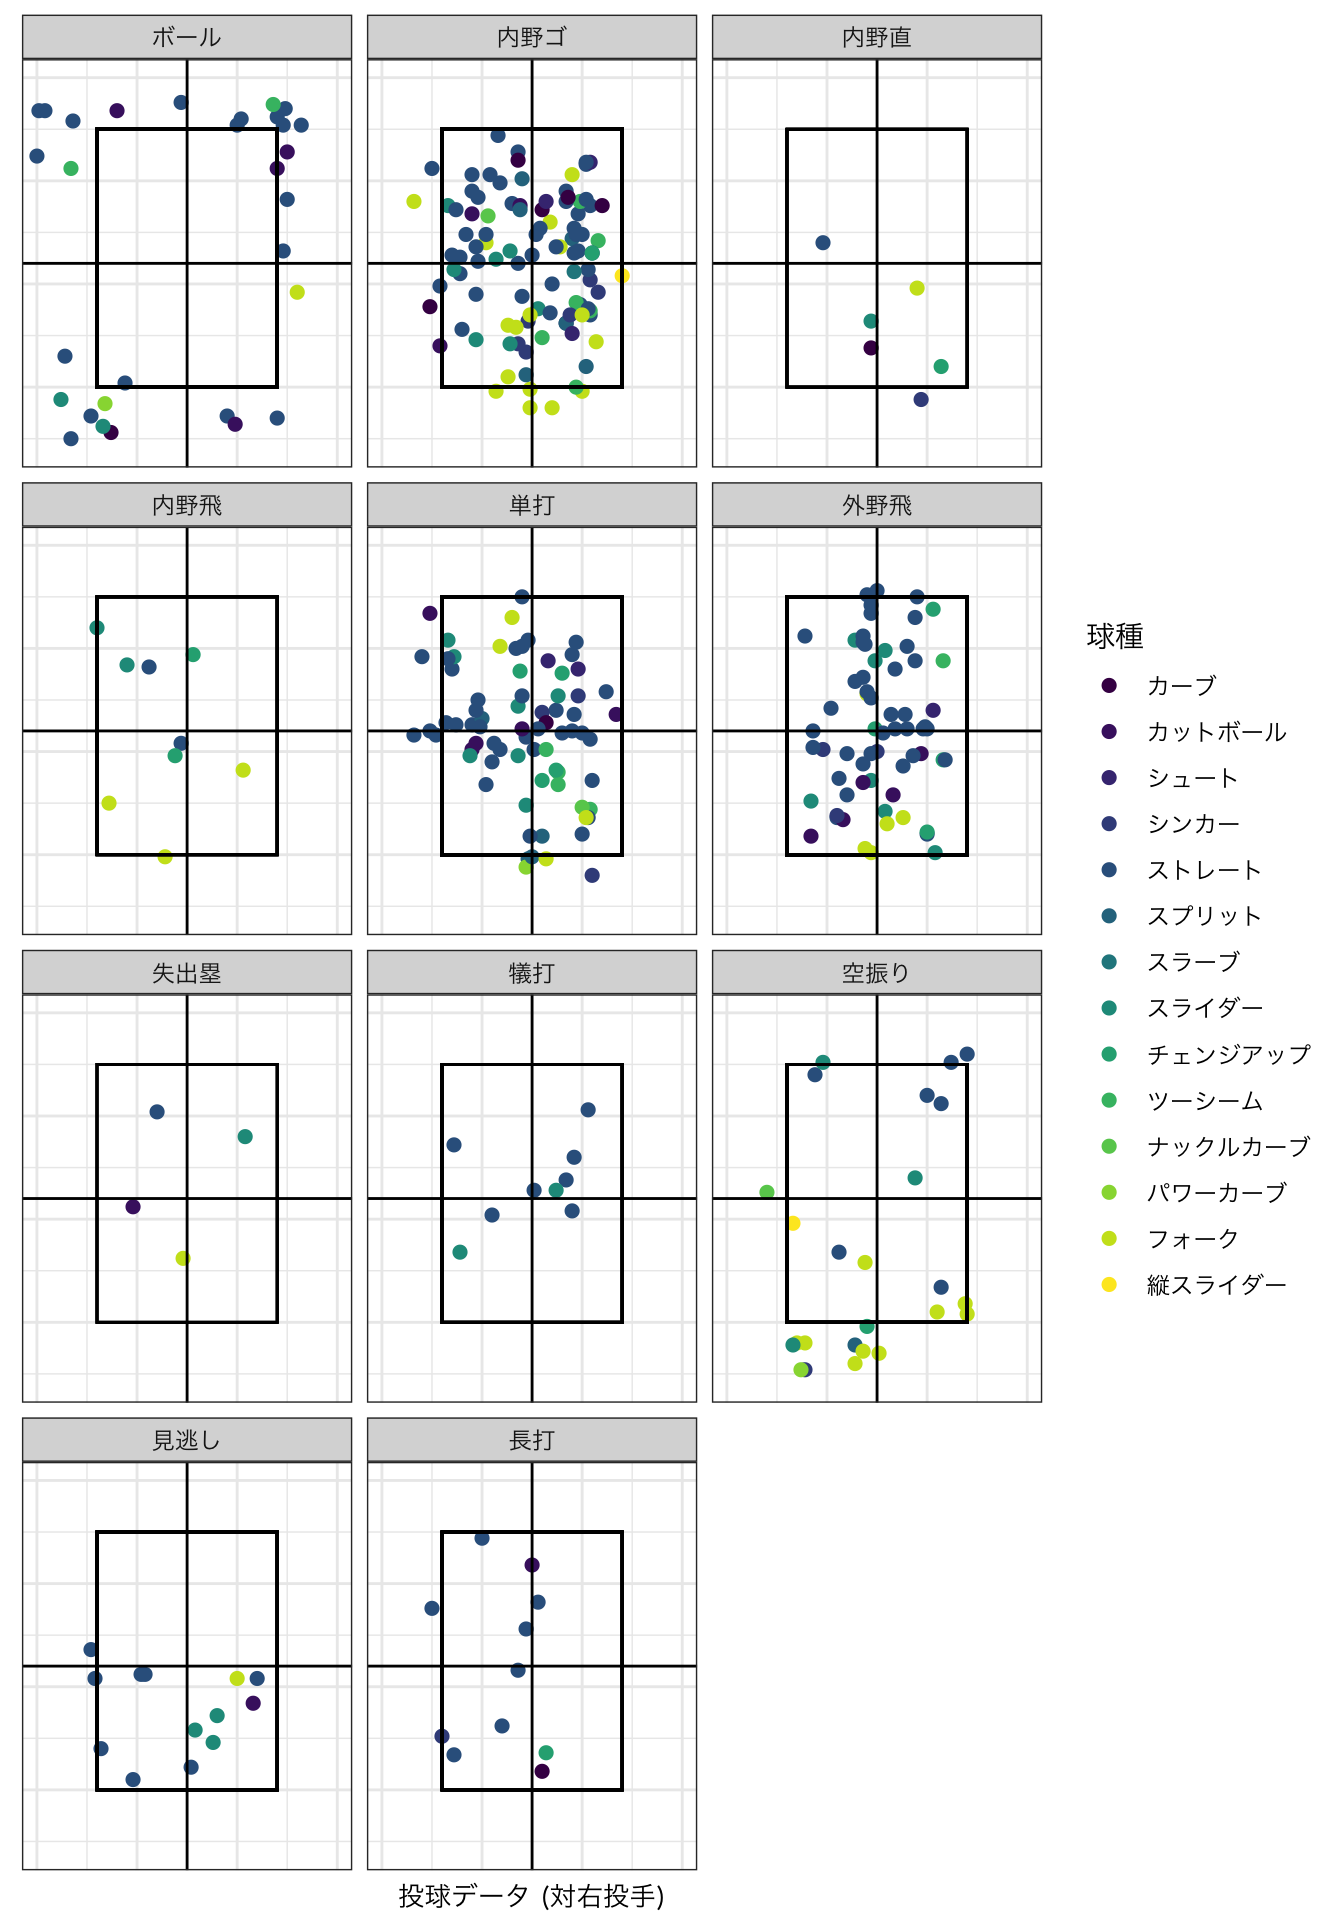 ボール
内野ゴ
内野直
内野飛
単打
外野飛
失出塁
犠打
空振り
見逃し
長打
球種
カーブ
カットボール
シュート
シンカー
ストレート
スプリット
スラーブ
スライダー
チェンジアップ
ツーシーム
ナックルカーブ
パワーカーブ
フォーク
縦スライダー
投球データ (対右投手)